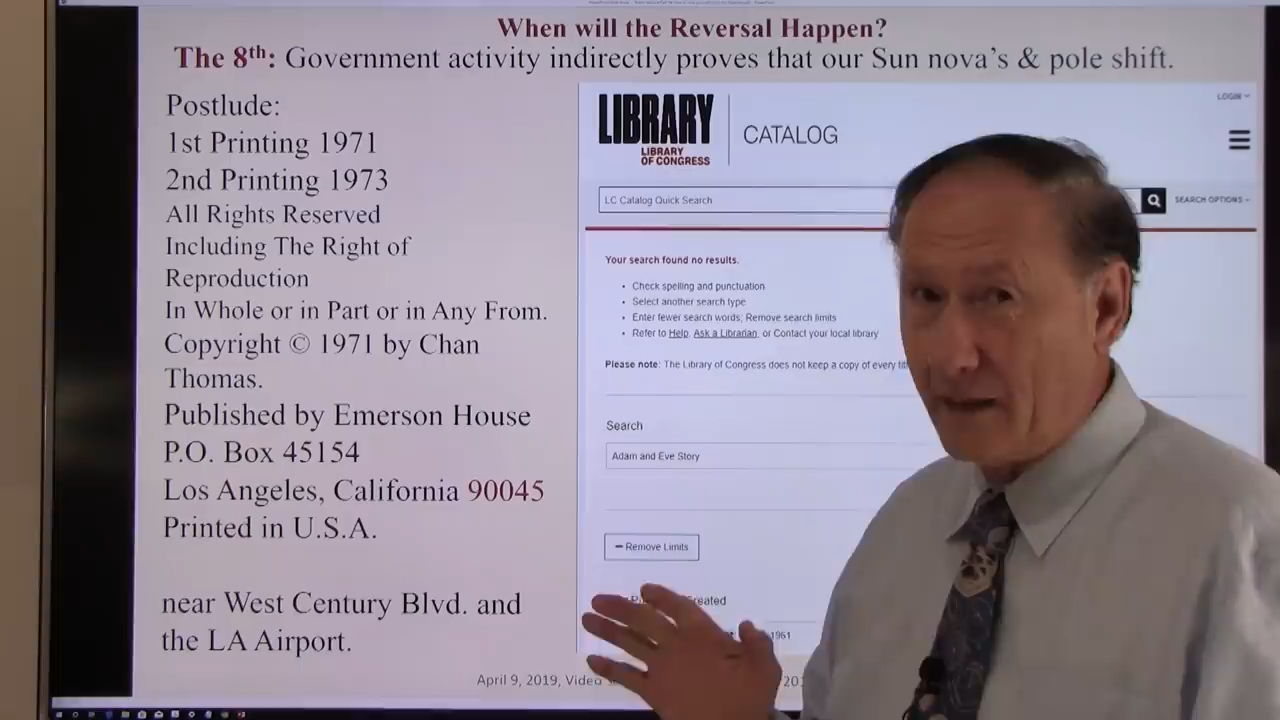 When will the Reversal Happen?
The 8th: Government activity indirectly proves that our Sun nova's & pole shift.
Postlude:
1st Printing 1971
2nd Printing 1973
All Rights Reserved
Including The Right of
Reproduction
In Whole or in Part or in Any From.
Copyright © 1971 by Chan
Thomas.
Published by Emerson House
P.O. Box 45154
Los Angeles, California 90045
Printed in U.S.A.
near West Century Blvd. and
the LA Airport.
LIBRARY
LIBRARY
OF CONGRESS
CATALOG
LOGIN
LC Catalog Quick Search
SEARCH OPTIONS
Your search found no results.
• Check spelling and punctuation
• Select another search type
• Enter fewer search words; Remove search limits
• Refer to Help, Ask a Librarian, or Contact your local library
Please note: The Library of Congress does not keep a copy of every
Search
Adam and Eve Story
Remove Limits
1961
April 9, 2019, Video